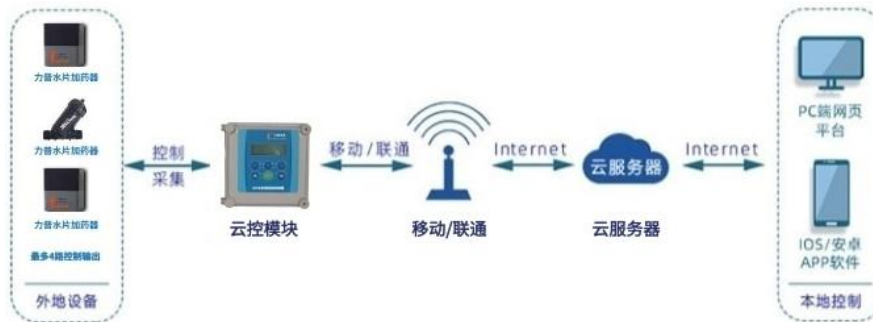 力普水片加药器
力普水片加药器
力普水片加药器
最多4路控制输出
外地设备
控制
采集
云控模块
移动/联通
移动/联通
Internet
云服务器
云服务器
Internet
PC端网页
平台
IOS/安卓
APP软件
本地控制